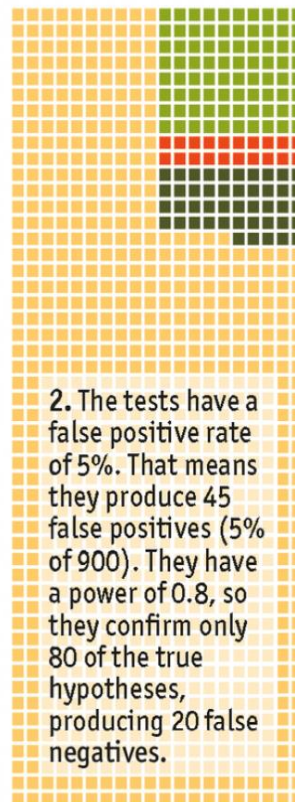 2. The tests have a
false positive rate
of 5%. That means
they produce 45
false positives (5%
of 900). They have
a power of 0.8, so
they confirm only
80 of the true
hypotheses,
producing 20 false
negatives.